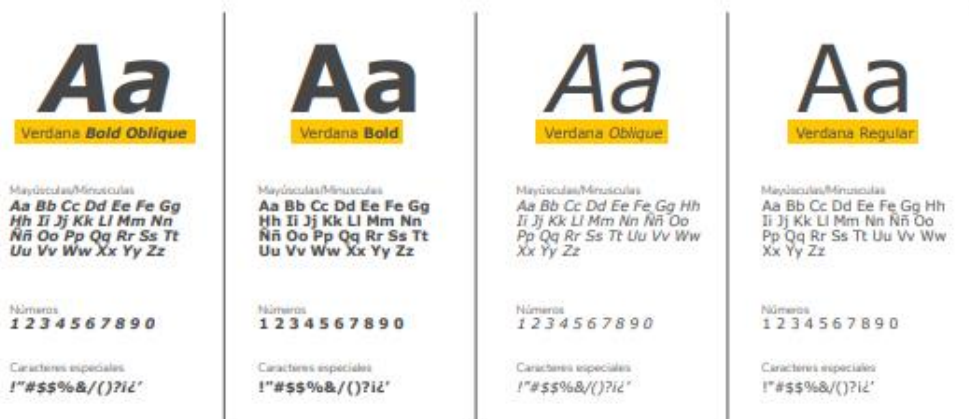 Aa
Verdana Bold Oblique
Mayúsculas/Minusculas
Aa Bb Cc Dd Ee Fe Gg
Hh Ii Jj Kk Ll Mm Nn
Ññ Oo Pp Qq Rr Ss Tt
Uu Vv Ww Xx Yy Zz
Números
1 2 3 4 5 6 7 8 9 0
Caracteres especiales
!"#$$%&/()?i¿'
Aa
Verdana Bold
Mayúsculas/Minusculas
Aa Bb Cc Dd Ee Fe Gg
Hh Ii Jj Kk Ll Mm Nn
Ññ Oo Pp Qq Rr Ss Tt
Uu Vv Ww Xx Yy Zz
Números
1 2 3 4 5 6 7 8 9 0
Caracteres especiales
!"#$$%&/()?i¿'
Aa
Verdana Oblique
Mayúsculas/Minusculas
Aa Bb Cc Dd Ee Fe Gg Hh
Ii Jj Kk Ll Mm Nn Ññ Oo
Pp Qq Rr Ss Tt Uu Vv Ww
Xx Yy Zz
Números
1 2 3 4 5 6 7 8 9 0
Caracteres especiales
!"#$$%&/()?i¿'
Aa
Verdana Regular
Mayúsculas/Minusculas
Aa Bb Cc Dd Ee Fe Gg Hh
Ii Jj Kk Ll Mm Nn Ññ Oo
Pp Qq Rr Ss Tt Uu Vv Ww
Xx Yy Zz
Números
1 2 3 4 5 6 7 8 9 0
Caracteres especiales
!"#$$%&/()?i¿'